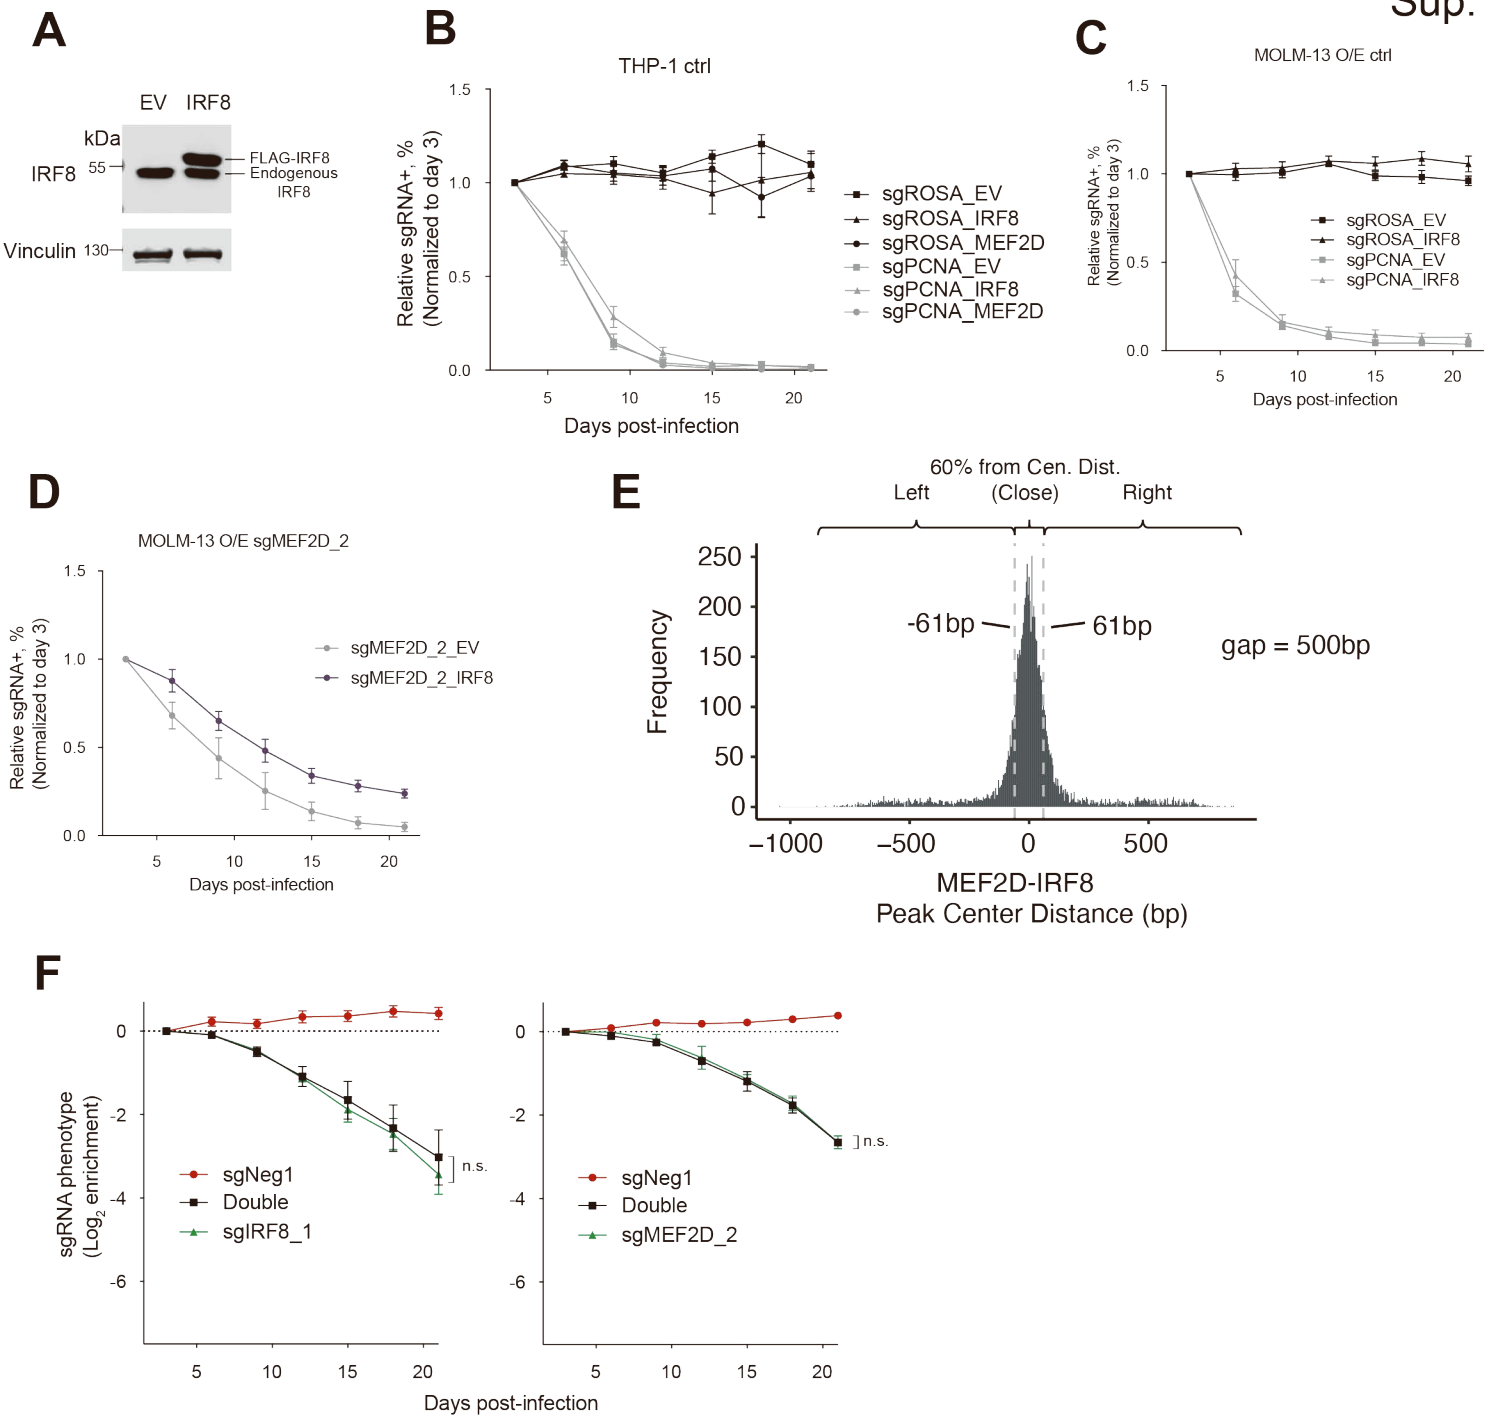 Sup.
A
EV IRF8
kDa
IRF8
55
FLAG-IRF8
Endogenous
IRF8
Vinculin
130
B
THP-1 ctrl
Relative sgRNA+, %
(Normalized to day 3)
1.5
1.0
0.5
0.0
5 10 15 20
Days post-infection
sgROSA_EV
sgROSA_IRF8
sgROSA_MEF2D
sgPCNA_EV
sgPCNA_IRF8
sgPCNA_MEF2D
C
MOLM-13 O/E ctrl
Relative sgRNA+, %
(Normalized to day 3)
1.5
1.0
0.5
0.0
5 10 15 20
Days post-infection
sgROSA_EV
sgROSA_IRF8
sgPCNA_EV
sgPCNA_IRF8
D
MOLM-13 O/E sgMEF2D_2
Relative sgRNA+, %
(Normalized to day 3)
1.5
1.0
0.5
0.0
5 10 15 20
Days post-infection
sgMEF2D_2_EV
sgMEF2D_2_IRF8
E
60% from Cen. Dist.
Left (Close) Right
Frequency
250
200
150
100
50
0
-61bp
61bp
gap = 500bp
−1000 −500 0 500
MEF2D-IRF8
Peak Center Distance (bp)
F
sgRNA phenotype
(Log2 enrichment)
0
-2
-4
-6
n.s.
sgNeg1
Double
sgIRF8_1
5 10 15 20
0
-2
-4
-6
n.s.
sgNeg1
Double
sgMEF2D_2
5 10 15 20
Days post-infection